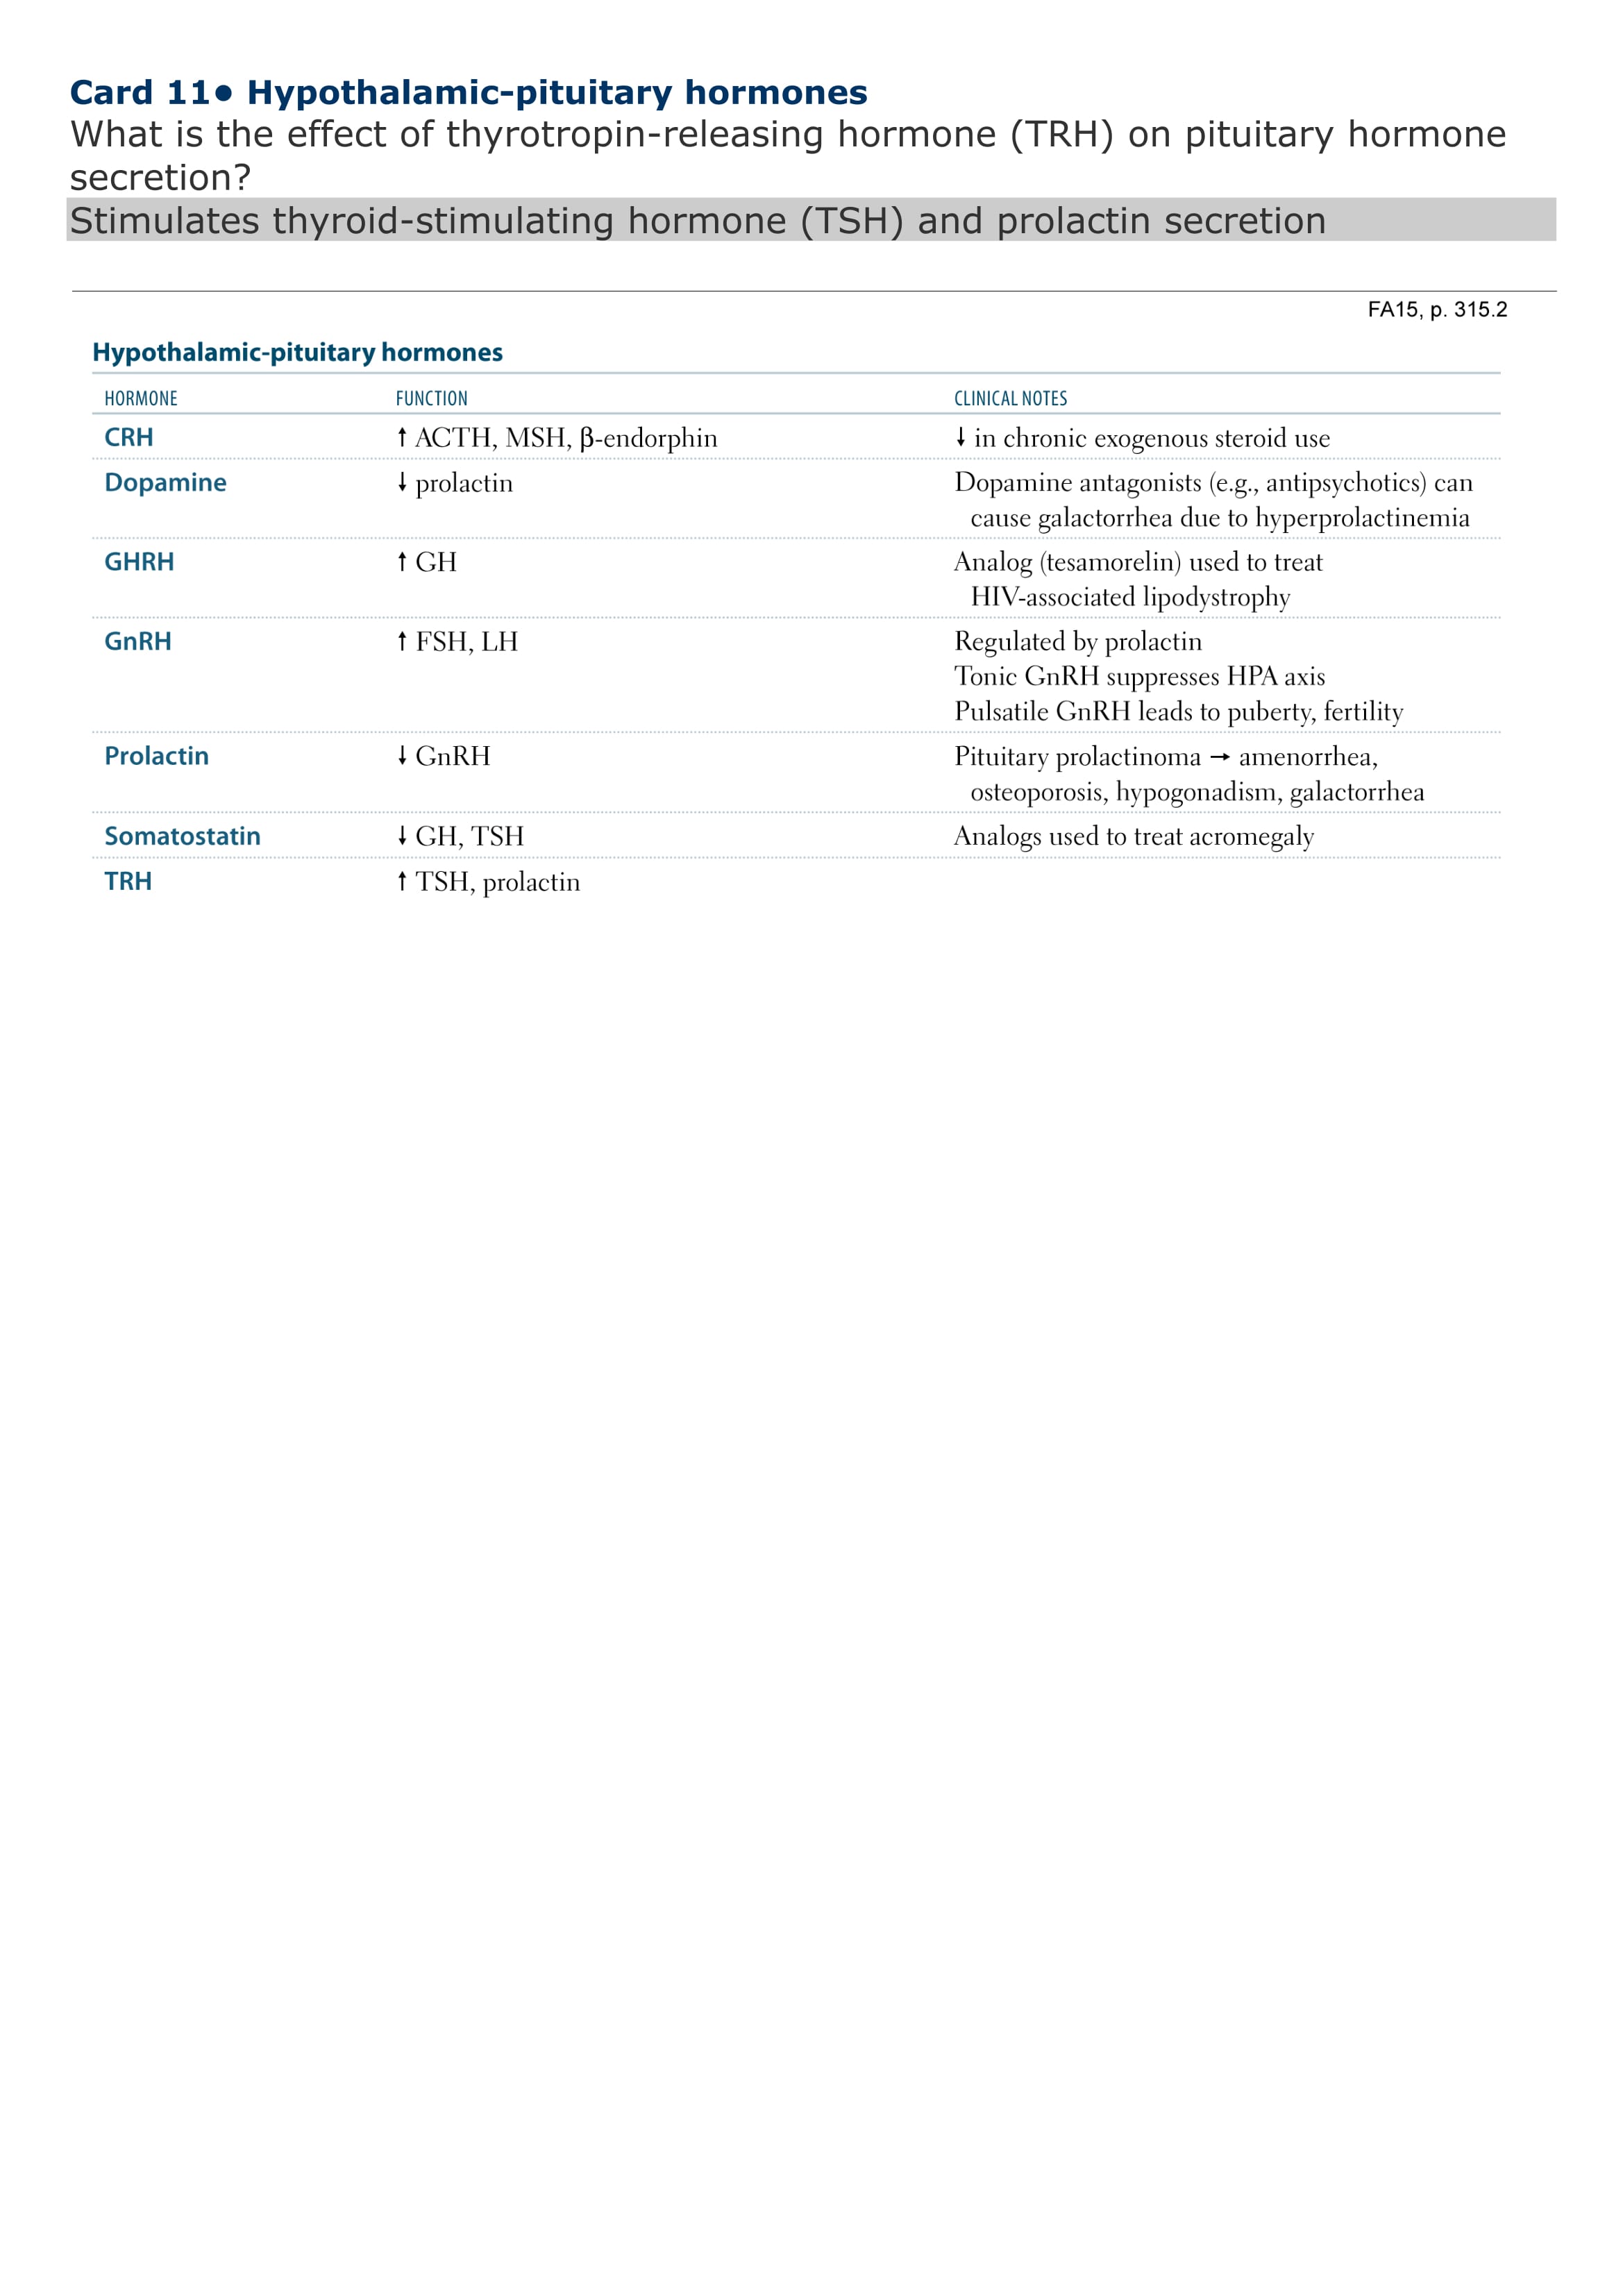 Card 11• Hypothalamic-pituitary hormones
What is the effect of thyrotropin-releasing hormone (TRH) on pituitary hormone
secretion?
Stimulates thyroid-stimulating hormone (TSH) and prolactin secretion
FA15, p. 315.2
Hypothalamic-pituitary hormones
HORMONE FUNCTION CLINICAL NOTES
CRH ↑ ACTH, MSH, β-endorphin ↓ in chronic exogenous steroid use
Dopamine ↓ prolactin Dopamine antagonists (e.g., antipsychotics) can
cause galactorrhea due to hyperprolactinemia
GHRH ↑ GH Analog (tesamorelin) used to treat
HIV-associated lipodystrophy
GnRH ↑ FSH, LH Regulated by prolactin
Tonic GnRH suppresses HPA axis
Pulsatile GnRH leads to puberty, fertility
Prolactin ↓ GnRH Pituitary prolactinoma → amenorrhea,
osteoporosis, hypogonadism, galactorrhea
Somatostatin ↓ GH, TSH Analogs used to treat acromegaly
TRH ↑ TSH, prolactin